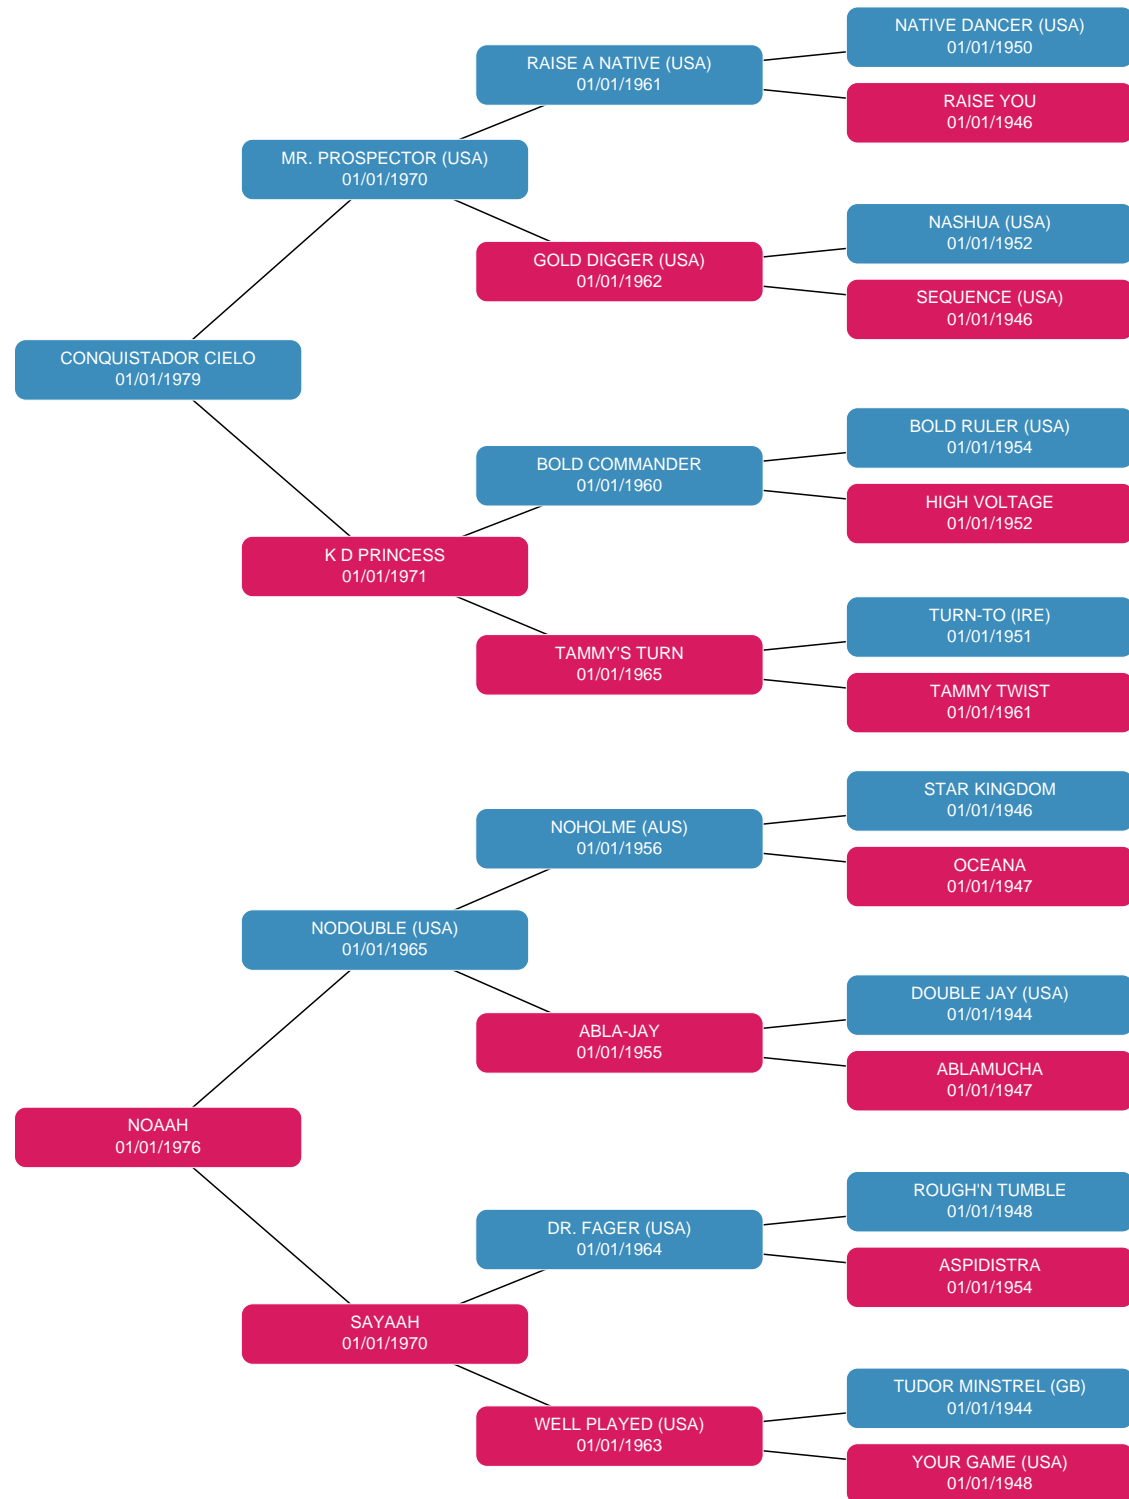 NATIVE DANCER (USA)
01/01/1950
RAISE A NATIVE (USA)
01/01/1961
RAISE YOU
01/01/1946
MR. PROSPECTOR (USA)
01/01/1970
NASHUA (USA)
01/01/1952
GOLD DIGGER (USA)
01/01/1962
SEQUENCE (USA)
01/01/1946
CONQUISTADOR CIELO
01/01/1979
BOLD RULER (USA)
01/01/1954
BOLD COMMANDER
01/01/1960
HIGH VOLTAGE
01/01/1952
K D PRINCESS
01/01/1971
TURN-TO (IRE)
01/01/1951
TAMMY'S TURN
01/01/1965
TAMMY TWIST
01/01/1961
STAR KINGDOM
01/01/1946
NOHOLME (AUS)
01/01/1956
OCEANA
01/01/1947
NODOUBLE (USA)
01/01/1965
DOUBLE JAY (USA)
01/01/1944
ABLA-JAY
01/01/1955
ABLAMUCHA
01/01/1947
NOAAH
01/01/1976
ROUGH'N TUMBLE
01/01/1948
DR. FAGER (USA)
01/01/1964
ASPIDISTRA
01/01/1954
SAYAAH
01/01/1970
TUDOR MINSTREL (GB)
01/01/1944
WELL PLAYED (USA)
01/01/1963
YOUR GAME (USA)
01/01/1948